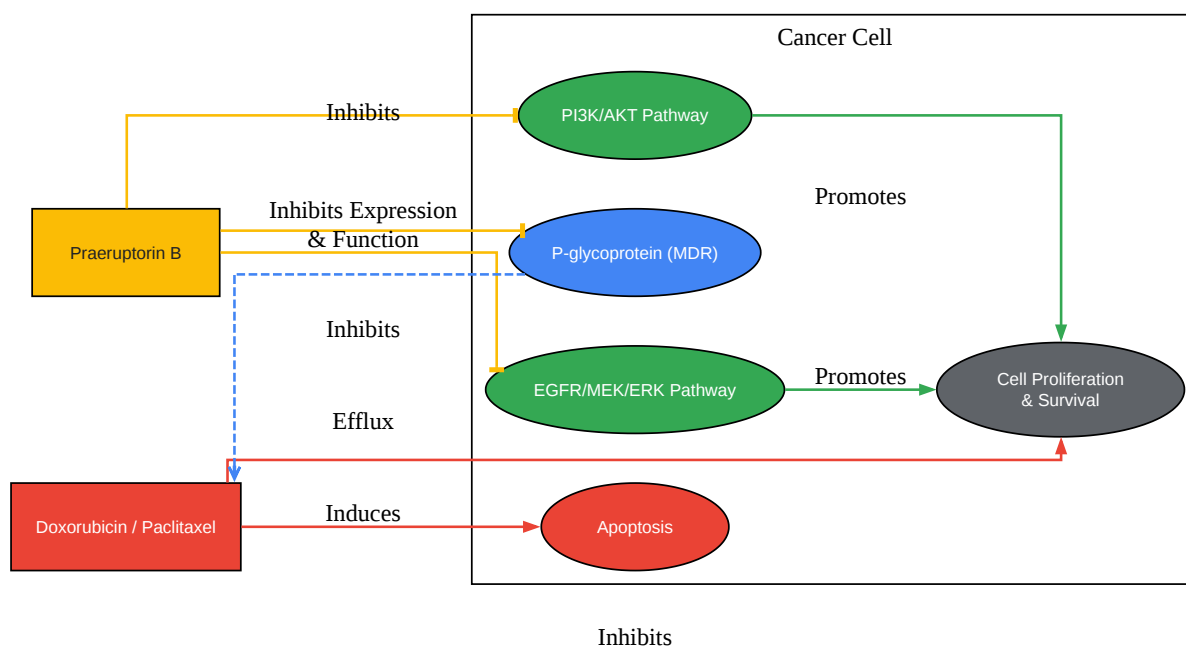 Cancer Cell
Inhibits
PI3K/AKT Pathway
Promotes
Inhibits Expression
& Function
Praeruptorin B
P-glycoprotein (MDR)
Inhibits
EGFR/MEK/ERK Pathway
Promotes
Cell Proliferation
& Survival
Efflux
Doxorubicin / Paclitaxel
Induces
Apoptosis
Inhibits